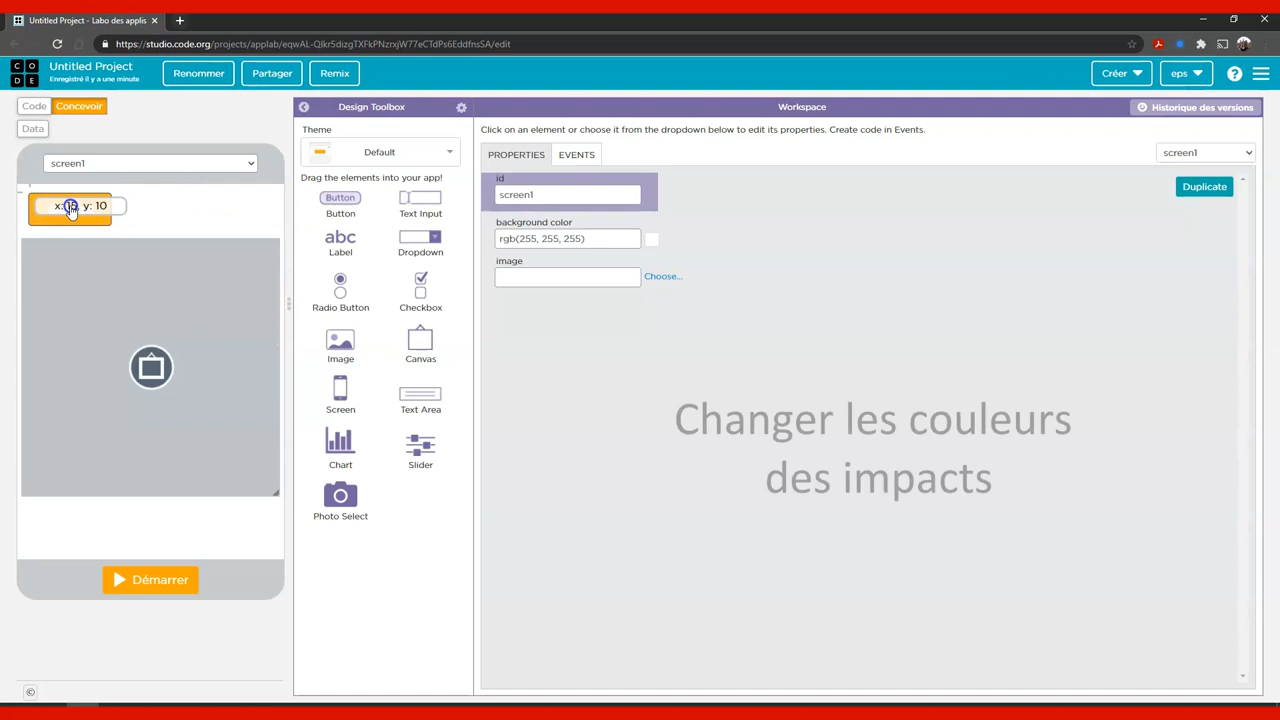 Untitled Project - Labo des applis
https://studio.code.org/projects/applab/eqwAL-Qlkr5dizgTXFkPNzrxjW77eCTdPs6EddfnsSA/edit
CODE
Untitled Project
Enregistré il y a une minute
Renommer
Partager
Remix
Créer
eps
Code
Concevoir
Data
Design Toolbox
Workspace
Historique des versions
Click on an element or choose it from the dropdown below to edit its properties. Create code in Events.
Theme
Default
PROPERTIES
EVENTS
screen1
screen1
Drag the elements into your app!
id
screen1
Duplicate
x: 15, y: 10
Button
Button
Text Input
background color
rgb(255, 255, 255)
abc
Label
Dropdown
image
Choose...
Radio Button
Checkbox
Image
Canvas
Screen
Text Area
Changer les couleurs
des impacts
Chart
Slider
Photo Select
Démarrer
©